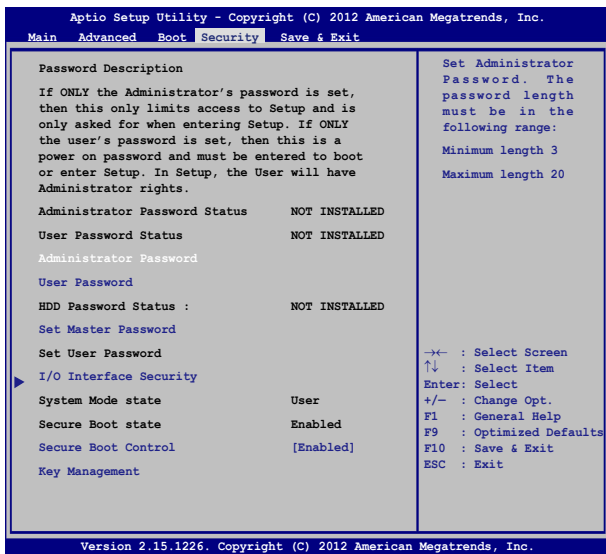 Aptio Setup Utility - Copyright (C) 2012 American Megatrends, Inc.
Main Advanced Boot Security Save & Exit
Password Description
If ONLY the Administrator's password is set,
then this only limits access to Setup and is
only asked for when entering Setup. If ONLY
the user's password is set, then this is a
power on password and must be entered to boot
or enter Setup. In Setup, the User will have
Administrator rights.
Administrator Password Status NOT INSTALLED
User Password Status NOT INSTALLED
Administrator Password
User Password
HDD Password Status : NOT INSTALLED
Set Master Password
Set User Password
I/O Interface Security
System Mode state User
Secure Boot state Enabled
Secure Boot Control [Enabled]
Key Management
Set Administrator
Password. The
password length
must be in the
following range:
Minimum length 3
Maximum length 20
→← : Select Screen
↑↓ : Select Item
Enter: Select
+/— : Change Opt.
F1 : General Help
F9 : Optimized Defaults
F10 : Save & Exit
ESC : Exit
Version 2.15.1226. Copyright (C) 2012 American Megatrends, Inc.